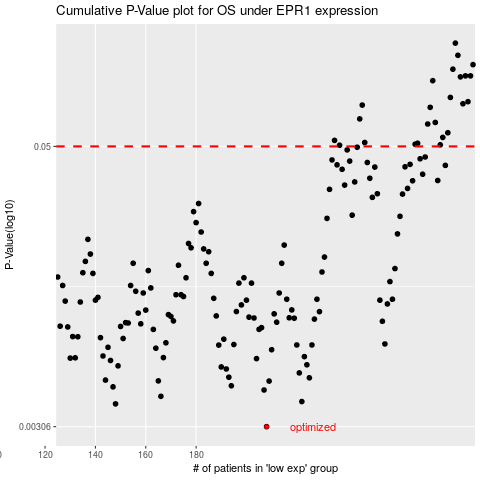 Cumulative P-Value plot for OS under EPR1 expression
P-Value(log10)
0.05
0.00306
optimized
0
120
140
160
180
# of patients in 'low exp' group